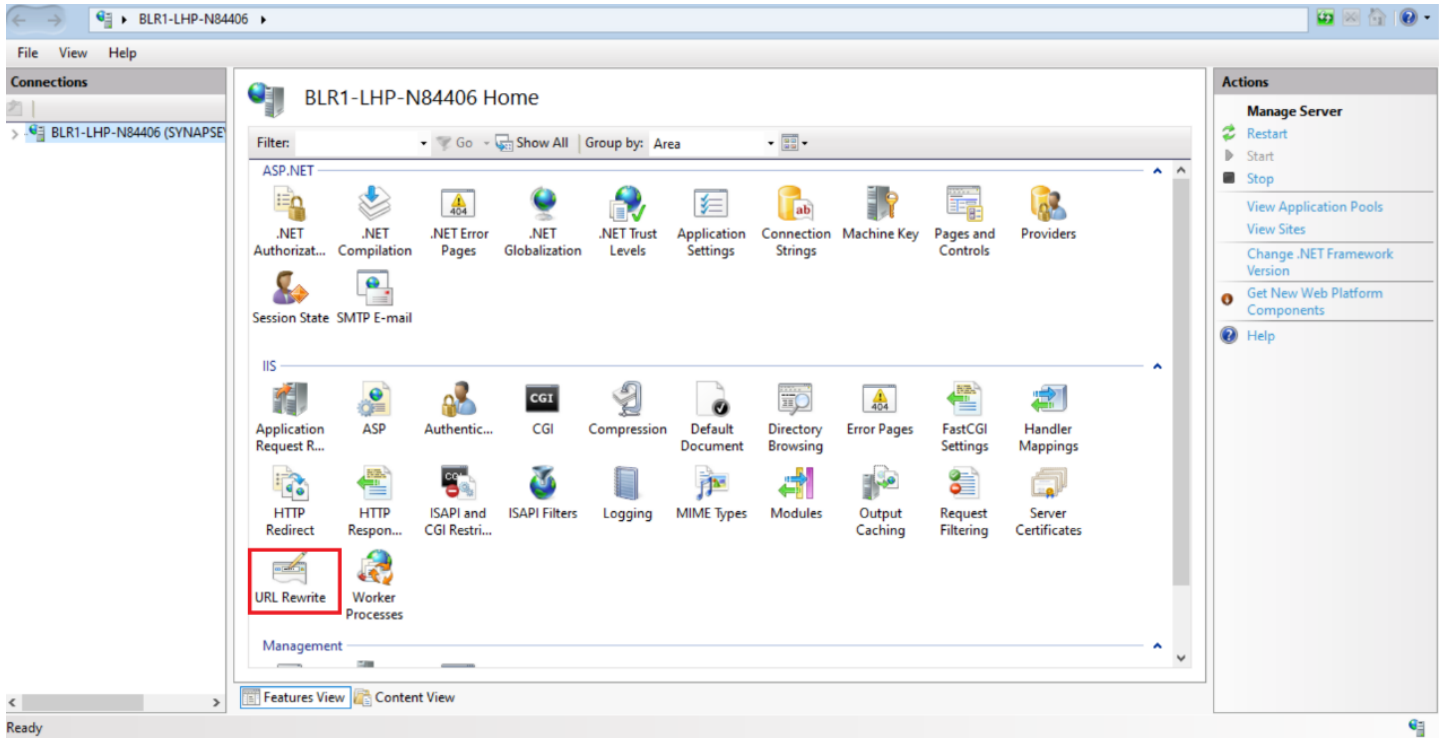 BLR1-LHP-N84406
File View Help
Connections
BLR1-LHP-N84406 (SYNAPSE
BLR1-LHP-N84406 Home
Filter: Go Show All Group by: Area
ASP.NET
.NET Authorizat...
.NET Compilation
404
.NET Error Pages
.NET Globalization
.NET Trust Levels
Application Settings
ab
Connection Strings
Machine Key
Pages and Controls
Providers
Session State
SMTP E-mail
IIS
Application Request R...
ASP
Authentic...
CGI
CGI
Compression
Default Document
Directory Browsing
404
Error Pages
FastCGI Settings
Handler Mappings
HTTP Redirect
HTTP Respon...
ISAPI and CGI Restri...
ISAPI Filters
Logging
MIME Types
Modules
Output Caching
Request Filtering
Server Certificates
URL Rewrite
Worker Processes
Management
Features View Content View
Ready
Actions
Manage Server
Restart
Start
Stop
View Application Pools
View Sites
Change .NET Framework
Version
Get New Web Platform
Components
Help